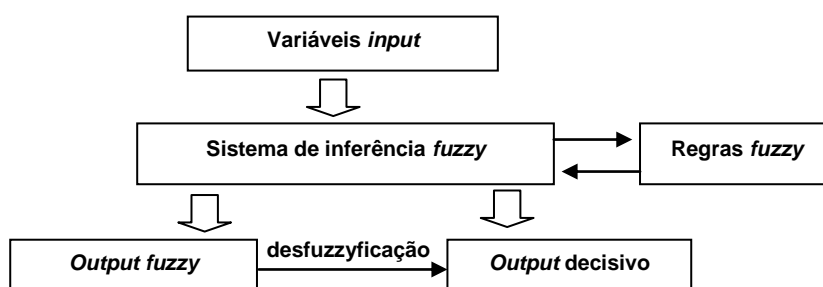 Variáveis input
Sistema de inferência fuzzy
Regras fuzzy
desfuzzyficação
Output fuzzy
Output decisivo